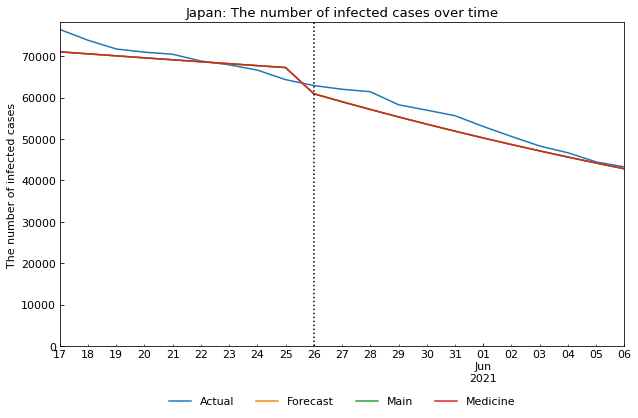 Japan: The number of infected cases over time
The number of infected cases
70000
60000
50000
40000
30000
20000
10000
0
17 18 19 20 21 22 23 24 25 26 27 28 29 30 31 01 02 03 04 05 06
Jun
2021
Actual Forecast Main Medicine